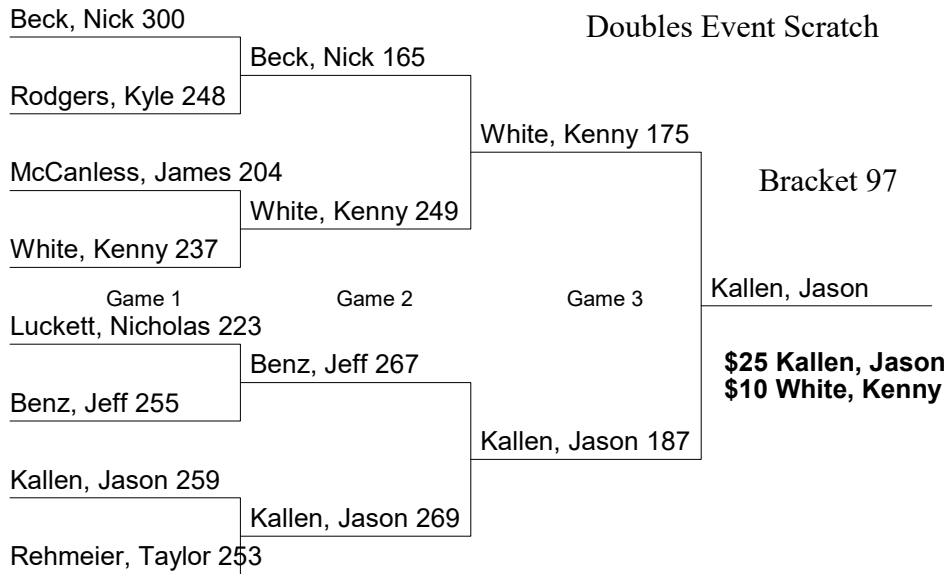 Beck, Nick 300
Doubles Event Scratch
Beck, Nick 165
Rodgers, Kyle 248
White, Kenny 175
McCanless, James 204
Bracket 97
White, Kenny 249
White, Kenny 237
Kallen, Jason
Game 1
Game 2
Game 3
Luckett, Nicholas 223
Benz, Jeff 267
$25 Kallen, Jason
$10 White, Kenny
Benz, Jeff 255
Kallen, Jason 187
Kallen, Jason 259
Kallen, Jason 269
Rehmeier, Taylor 253